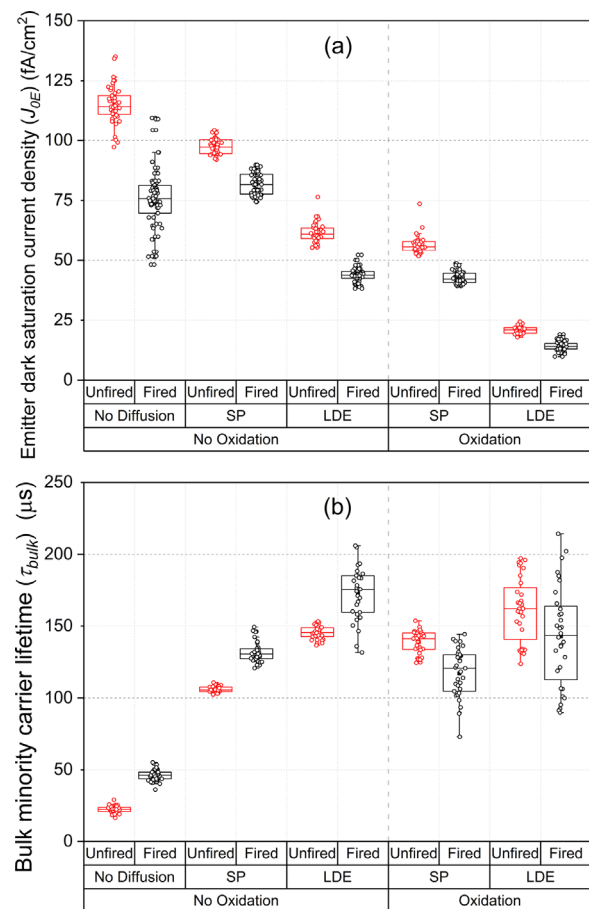 (a)
Emitter dark saturation current density (J0E) (fA/cm²)
150
125
100
75
50
25
0
Unfired Fired Unfired Fired Unfired Fired Unfired Fired Unfired Fired
No Diffusion SP LDE SP LDE
No Oxidation Oxidation
(b)
Bulk minority carrier lifetime (τbulk) (μs)
250
200
150
100
50
0
Unfired Fired Unfired Fired Unfired Fired Unfired Fired Unfired Fired
No Diffusion SP LDE SP LDE
No Oxidation Oxidation